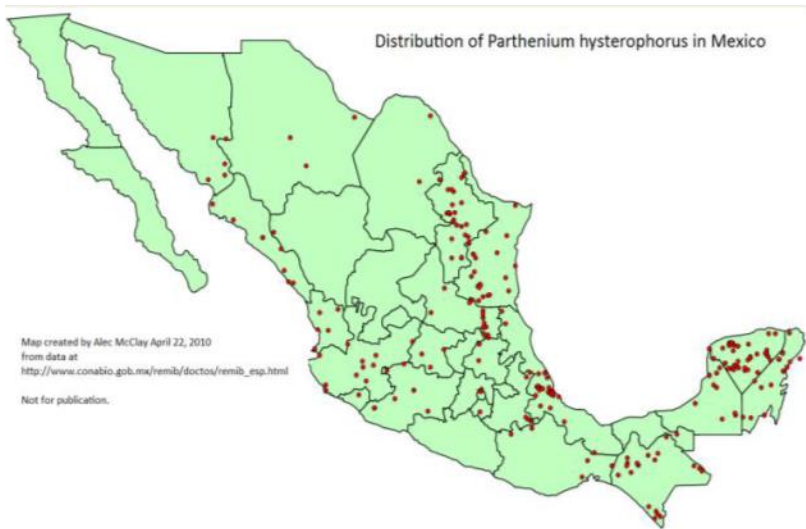 Distribution of Parthenium hysterophorus in Mexico
Map created by Alec McClay April 22, 2010
from data at
http://www.conabio.gob.mx/remib/doctos/remib_esp.html
Not for publication.